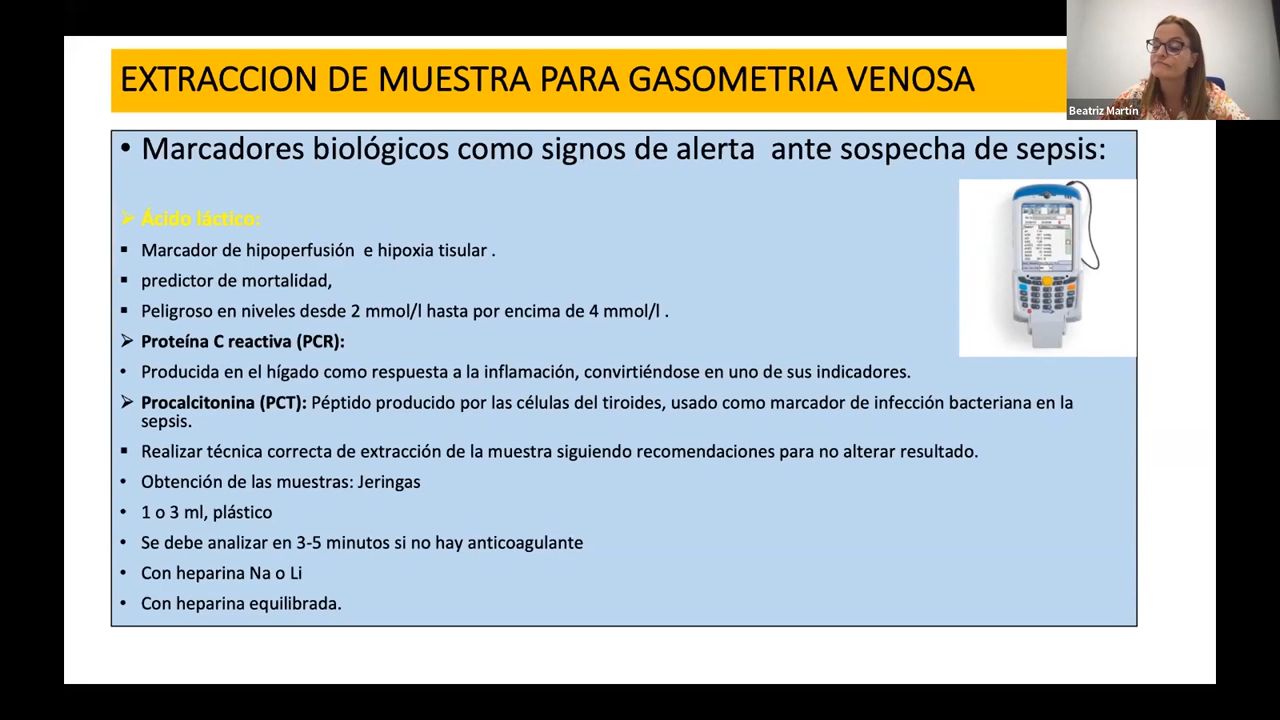 EXTRACCION DE MUESTRA PARA GASOMETRIA VENOSA
Beatriz Martín
• Marcadores biológicos como signos de alerta ante sospecha de sepsis:
➢ Ácido láctico:
▪ Marcador de hipoperfusión e hipoxia tisular .
▪ predictor de mortalidad,
▪ Peligroso en niveles desde 2 mmol/l hasta por encima de 4 mmol/l .
➢ Proteína C reactiva (PCR):
• Producida en el hígado como respuesta a la inflamación, convirtiéndose en uno de sus indicadores.
➢ Procalcitonina (PCT): Péptido producido por las células del tiroides, usado como marcador de infección bacteriana en la
sepsis.
▪ Realizar técnica correcta de extracción de la muestra siguiendo recomendaciones para no alterar resultado.
• Obtención de las muestras: Jeringas
• 1 o 3 ml, plástico
• Se debe analizar en 3-5 minutos si no hay anticoagulante
• Con heparina Na o Li
• Con heparina equilibrada.